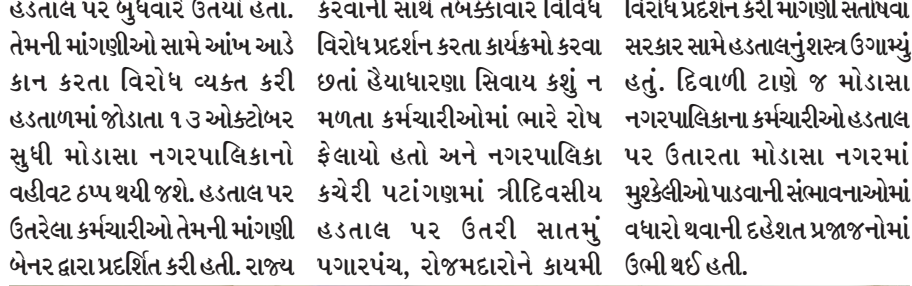 હડતાલ પર બુધવારે ઉતર્યા હતા.
તેમની માંગણીઓ સામે આંખ આડે
કાન કરતા વિરોધ વ્યક્ત કરી
હડતાળમાં જોડાતા ૧૩ ઓક્ટોબર
સુધી મોડાસા નગરપાલિકાનો
વહીવટ ઠપ્પ થયી જશે. હડતાલ પર
ઉતરેલા કર્મચારીઓ તેમની માંગણી
બેનર દ્વારા પ્રદર્શિત કરી હતી. રાજ્ય
કરવાની સાથે તબક્કાવાર વિવિધ
વિરોધ પ્રદર્શન કરતા કાર્યક્રમો કરવા
છતાં હૈયાધારણા સિવાય કશું ન
મળતા કર્મચારીઓમાં ભારે રોષ
ફેલાયો હતો અને નગરપાલિકા
કચેરી પટાંગણમાં ત્રીદિવસીય
હડતાલ પર ઉતરી સાતમું
પગારપંચ, રોજમદારોને કાયમી
વિરોધ પ્રદર્શન કરી માંગણી સંતોષવા
સરકાર સામે હડતાલનું શસ્ત્ર ઉગામ્યું
હતું. દિવાળી ટાણે જ મોડાસા
નગરપાલિકાના કર્મચારીઓ હડતાલ
પર ઉતારતા મોડાસા નગરમાં
મુશ્કેલીઓ પાડવાની સંભાવનાઓમાં
વધારો થવાની દહેશત પ્રજાજનોમાં
ઉભી થઈ હતી.